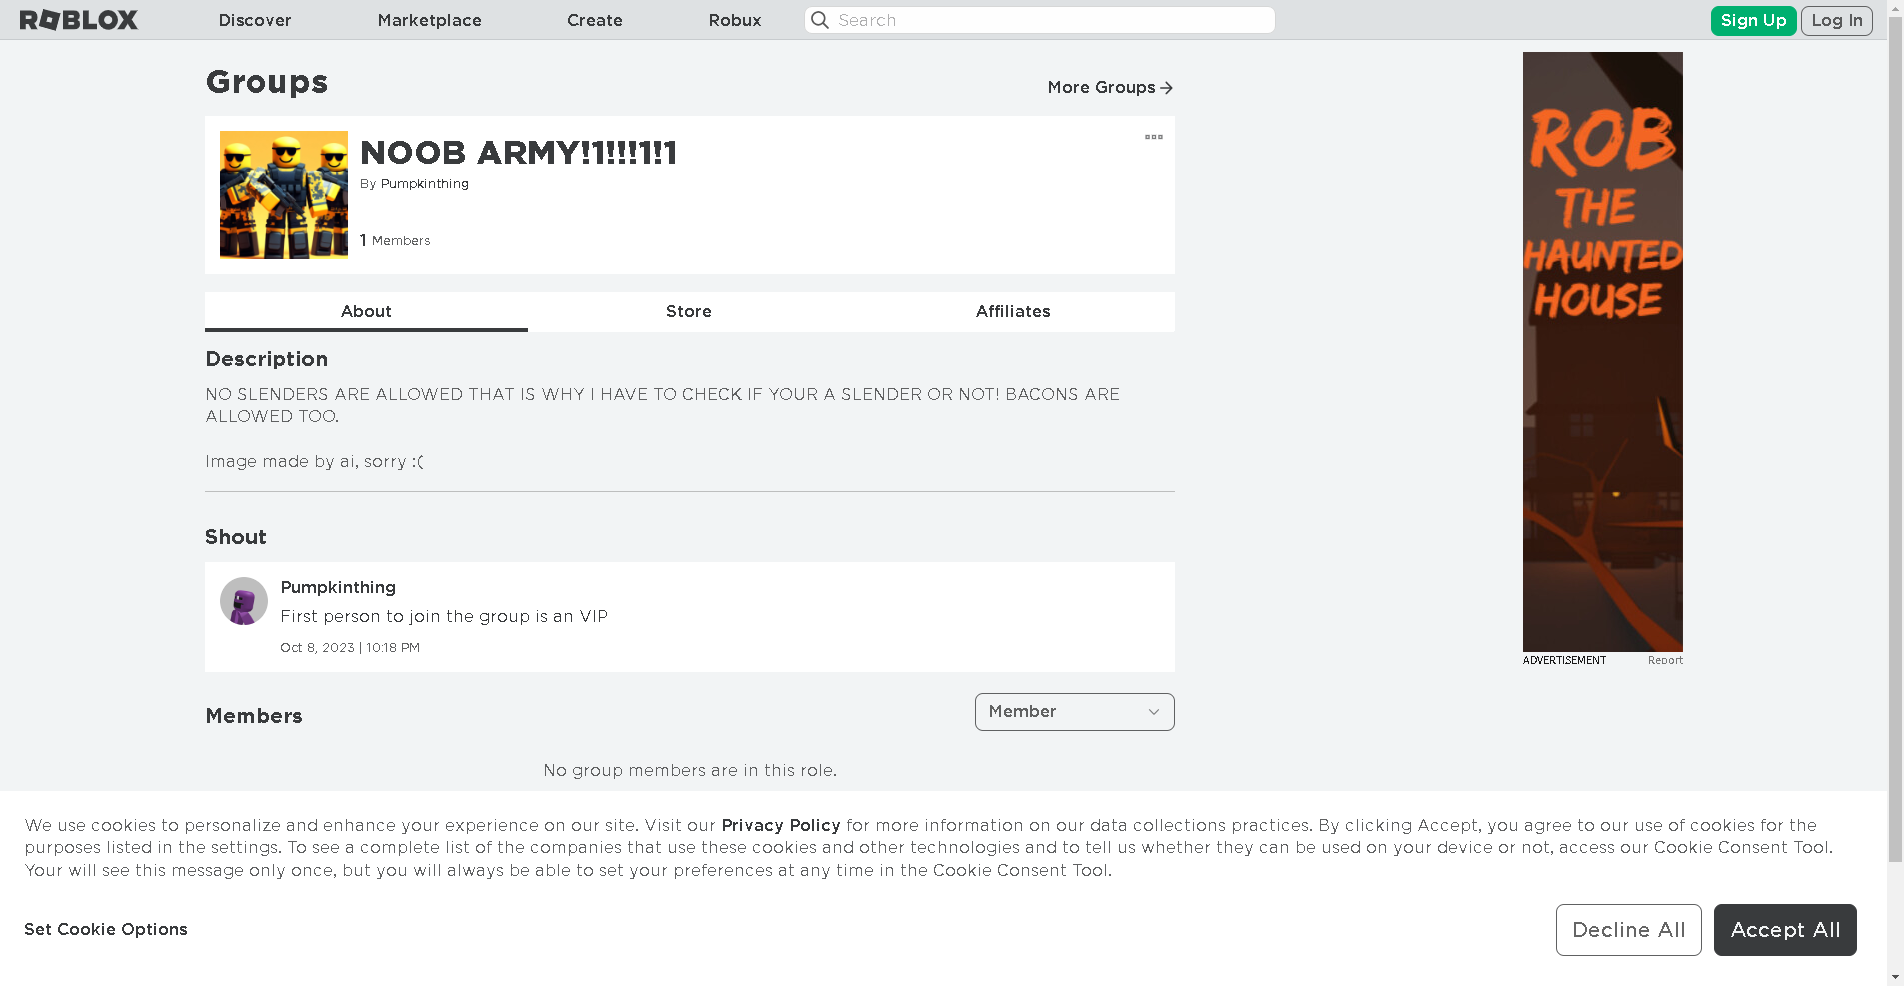 ROBLOX
Discover
Marketplace
Create
Robux
Search
Sign Up
Log In
Groups
More Groups
NOOB ARMY!1!!!1!1
By Pumpkinthing
1 Members
About
Store
Affiliates
Description
NO SLENDERS ARE ALLOWED THAT IS WHY I HAVE TO CHECK IF YOUR A SLENDER OR NOT! BACONS ARE
ALLOWED TOO.
Image made by ai, sorry :(
Shout
Pumpkinthing
First person to join the group is an VIP
Oct 8, 2023 | 10:18 PM
Members
Member
No group members are in this role.
ROB
THE
HAUNTED
HOUSE
ADVERTISEMENT
Report
We use cookies to personalize and enhance your experience on our site. Visit our Privacy Policy for more information on our data collections practices. By clicking Accept, you agree to our use of cookies for the
purposes listed in the settings. To see a complete list of the companies that use these cookies and other technologies and to tell us whether they can be used on your device or not, access our Cookie Consent Tool.
Your will see this message only once, but you will always be able to set your preferences at any time in the Cookie Consent Tool.
Set Cookie Options
Decline All
Accept All